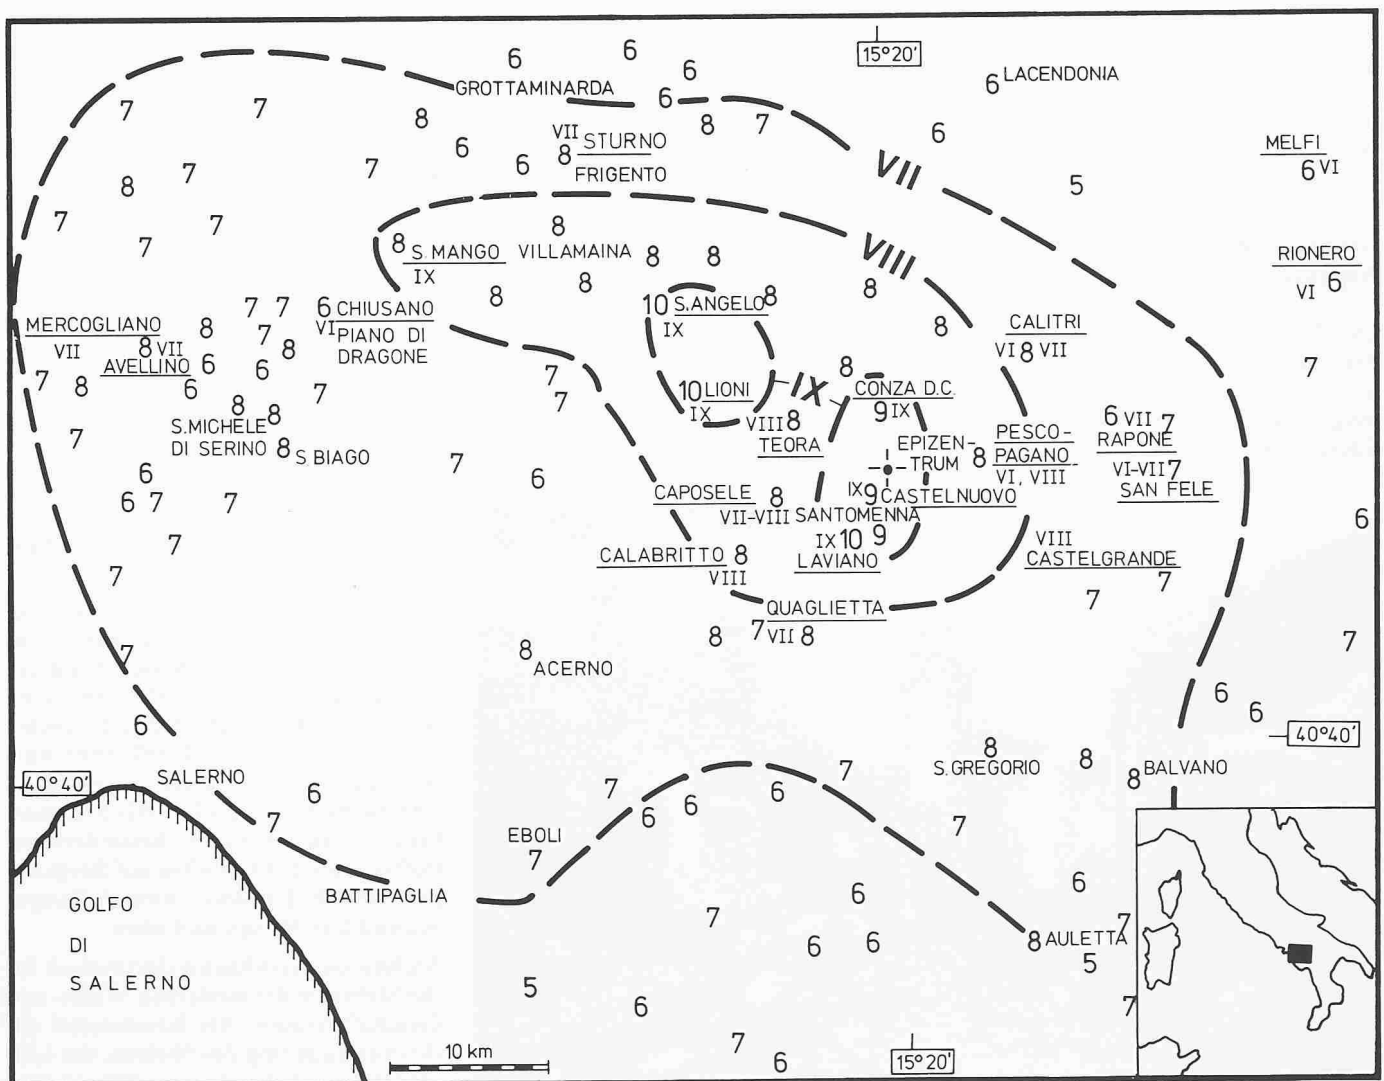 15°20'
6
6
6
6
LACENDONIA
GROTTAMINARDA
6
7
7
8
8
7
6
VII STURNO
8
FRIGENTO
6
6
7
MELFI
6 VI
VII
5
7
8
7
7
7
8
S. MANGO
IX
8
VILLAMAINA
8
8
VIII
RIONERO
VI 6
8
8
8
8
10 S.ANGELO
IX
7
7
6 CHIUSANO
VI
PIANO DI
DRAGONE
MERCOGLIANO
VII
8
7
8
8 VII
AVELLINO
6
6
7
8
6
7
8
CALITRI
VI 8 VII
7
7
7
8
10 LIONI
IX
IX
CONZA D.C.
9 IX
VIII 8
TEORA
8
8
S.MICHELE
DI SERINO
8 S.BIAGO
7
EPIZEN-
TRUM
8
PESCO-
PAGANO
VI, VIII
6 VII 7
RAPONE
VI-VII 7
SAN FELE
6
6
7
7
7
6
CAPOSELE 8
VII-VIII
IX 9 CASTELNUOVO
SANTOMENNA
IX 10 9
LAVIANO
6
7
7
CALABRITTO 8
VIII
VIII
CASTELGRANDE
7
7
QUAGLIETTA
8
7 VII 8
7
7
8
ACERNO
6
6
6
40°40'
8
S.GREGORIO
8
8 BALVANO
40°40'
SALERNO
6
7
7
6
6
6
7
7
EBOLI
7
BATTIPAGLIA
6
6
7
6
6
8 AULETTA
7
5
GOLFO
DI
SALERNO
5
6
7
7
6
10 km
15°20'